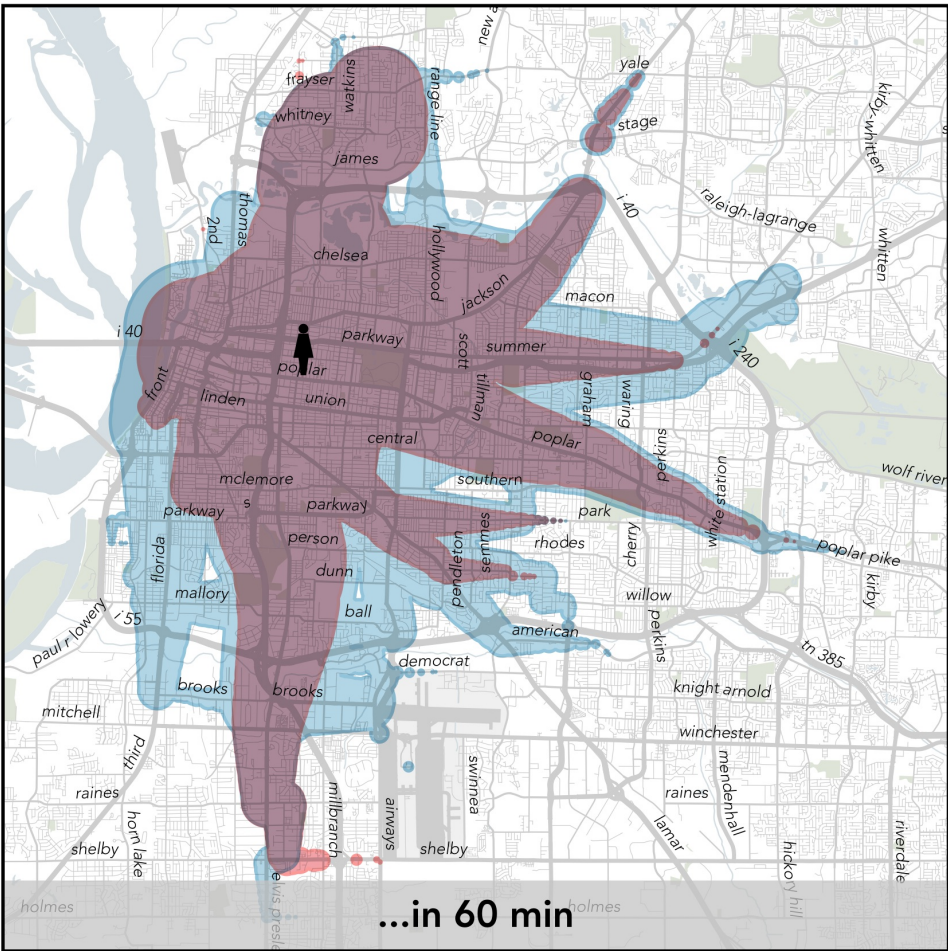 new a
yale
frayser
watkins
range line
kirby-whitten
whitney
stage
james
i 40
raleigh-lagrange
2nd
thomas
whitten
hollywood
chelsea
jackson
macon
i 40
parkway
scott
summer
i 240
poplar
front
linden
union
tillman
graham
waring
central
poplar
perkins
wolf river
mclemore
southern
white station
s
parkway
parkway
semmes
park
person
rhodes
cherry
poplar pike
florida
dunn
pendleton
kirby
mallory
ball
willow
i 55
paul r lowery
american
perkins
tn 385
democrat
brooks
brooks
knight arnold
mitchell
winchester
third
swinnea
mendenhall
raines
millbranch
raines
airways
horn lake
lamar
riverdale
shelby
shelby
hickory hill
elvis presle
holmes
...in 60 min
holmes